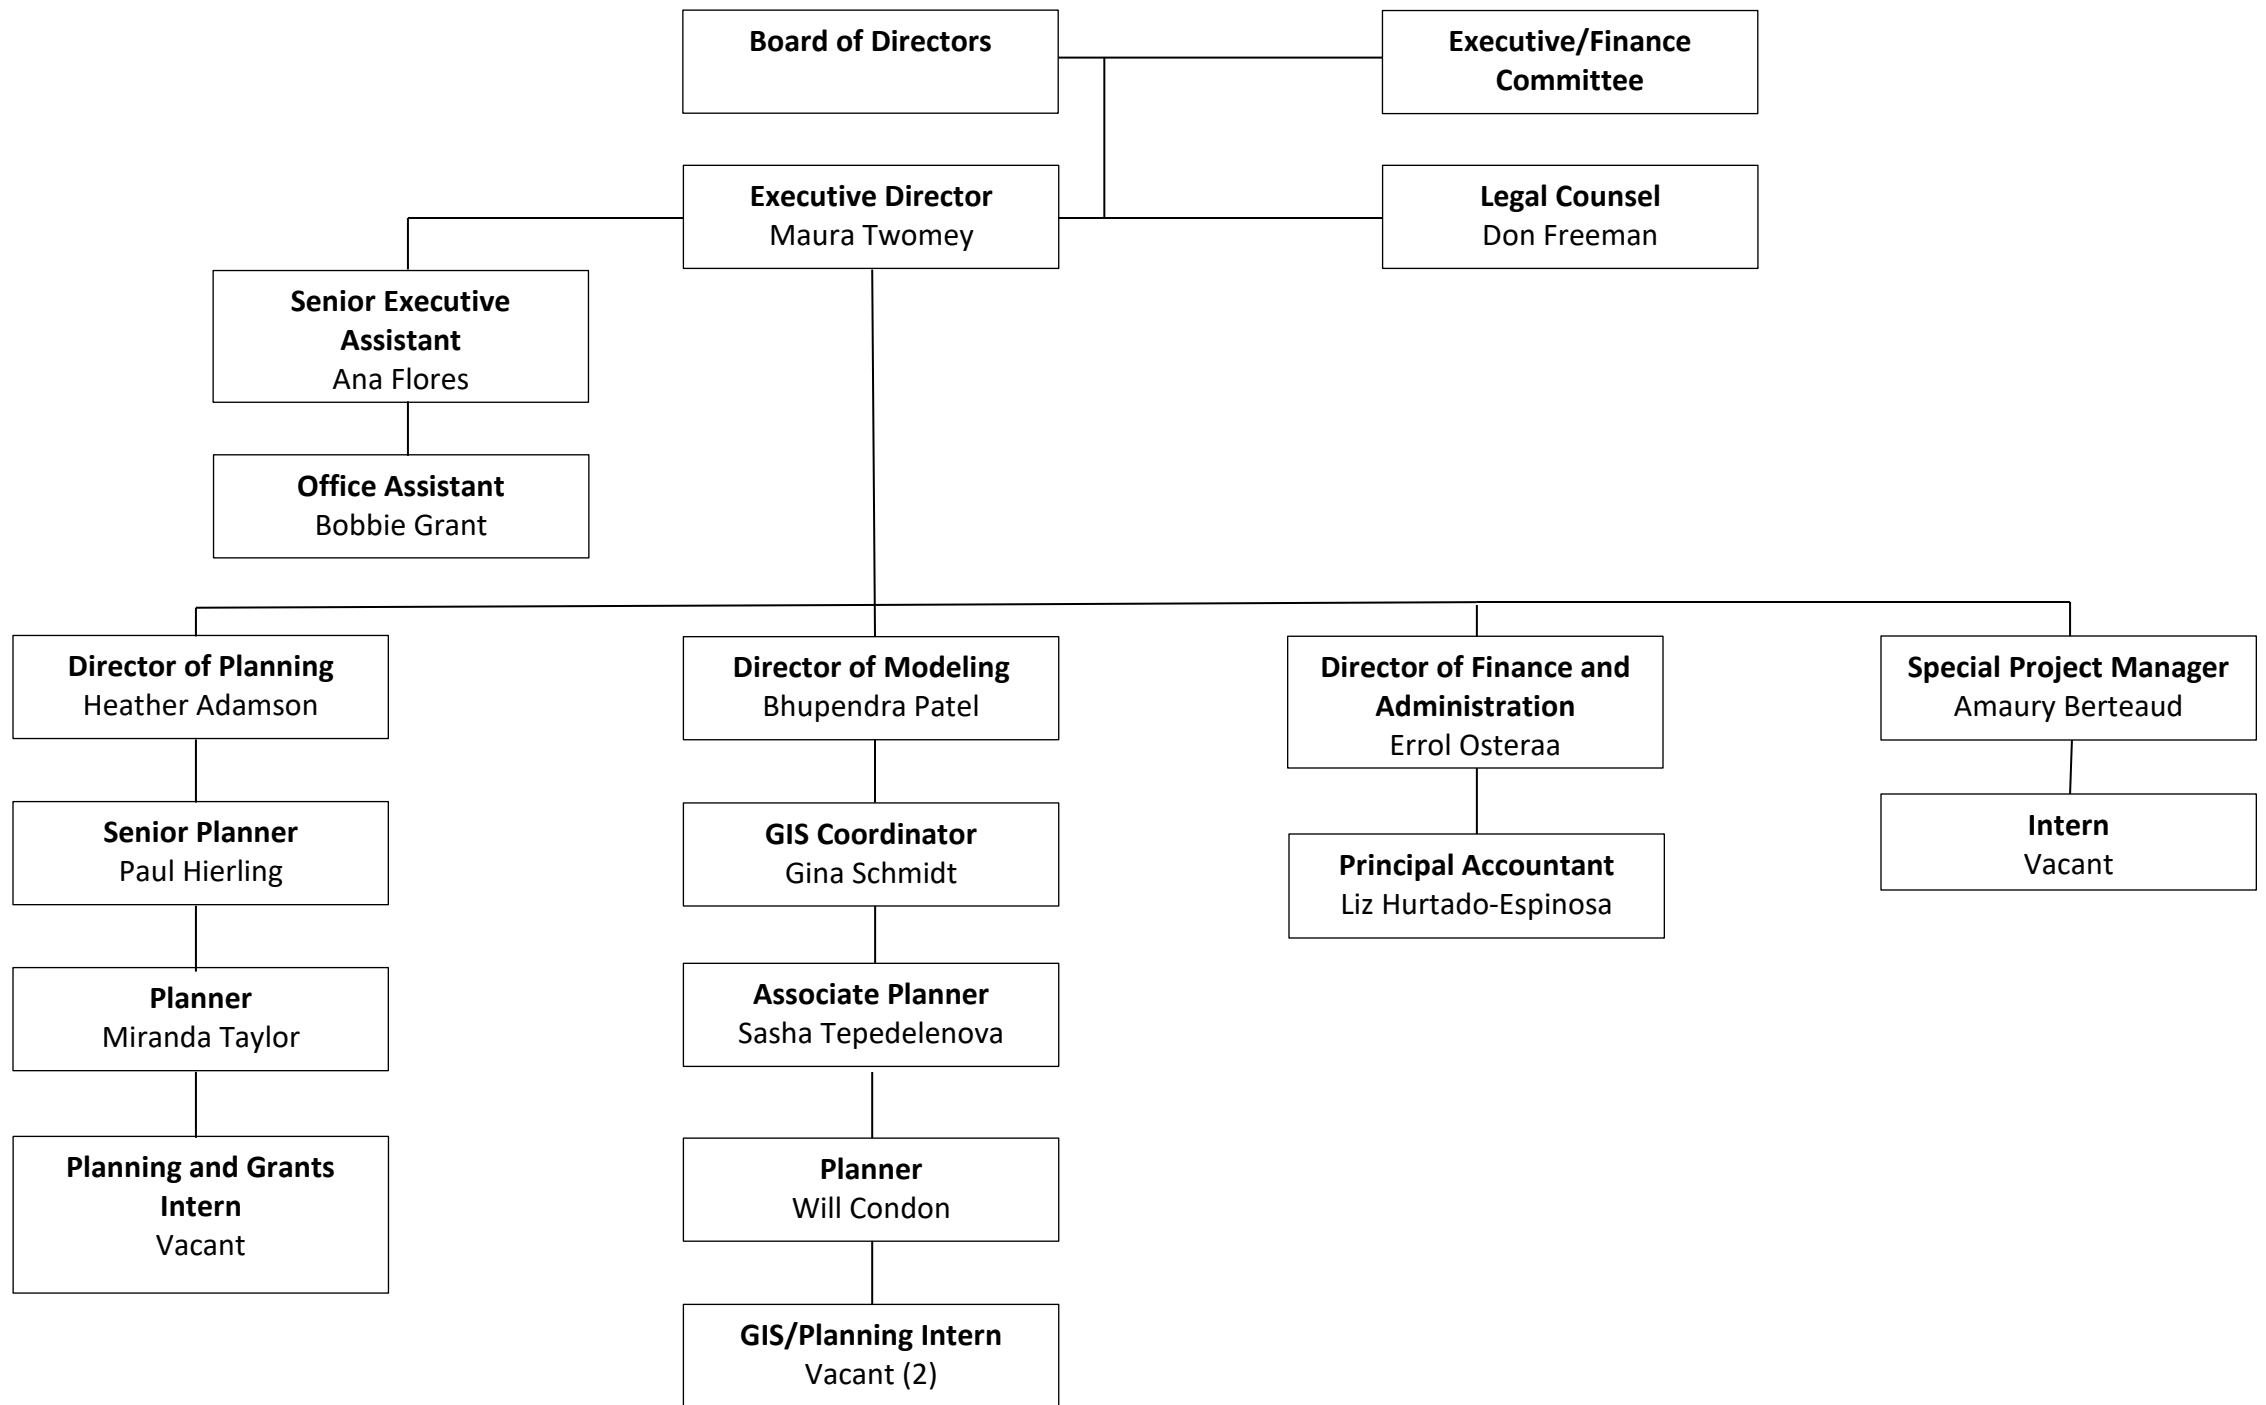 Board of Directors
Executive/Finance
Committee
Executive Director
Maura Twomey
Legal Counsel
Don Freeman
Senior Executive
Assistant
Ana Flores
Office Assistant
Bobbie Grant
Director of Planning
Heather Adamson
Senior Planner
Paul Hierling
Planner
Miranda Taylor
Planning and Grants
Intern
Vacant
Director of Modeling
Bhupendra Patel
GIS Coordinator
Gina Schmidt
Associate Planner
Sasha Tepedelenova
Planner
Will Condon
GIS/Planning Intern
Vacant (2)
Director of Finance and
Administration
Errol Osteraa
Principal Accountant
Liz Hurtado-Espinosa
Special Project Manager
Amaury Berteaud
Intern
Vacant